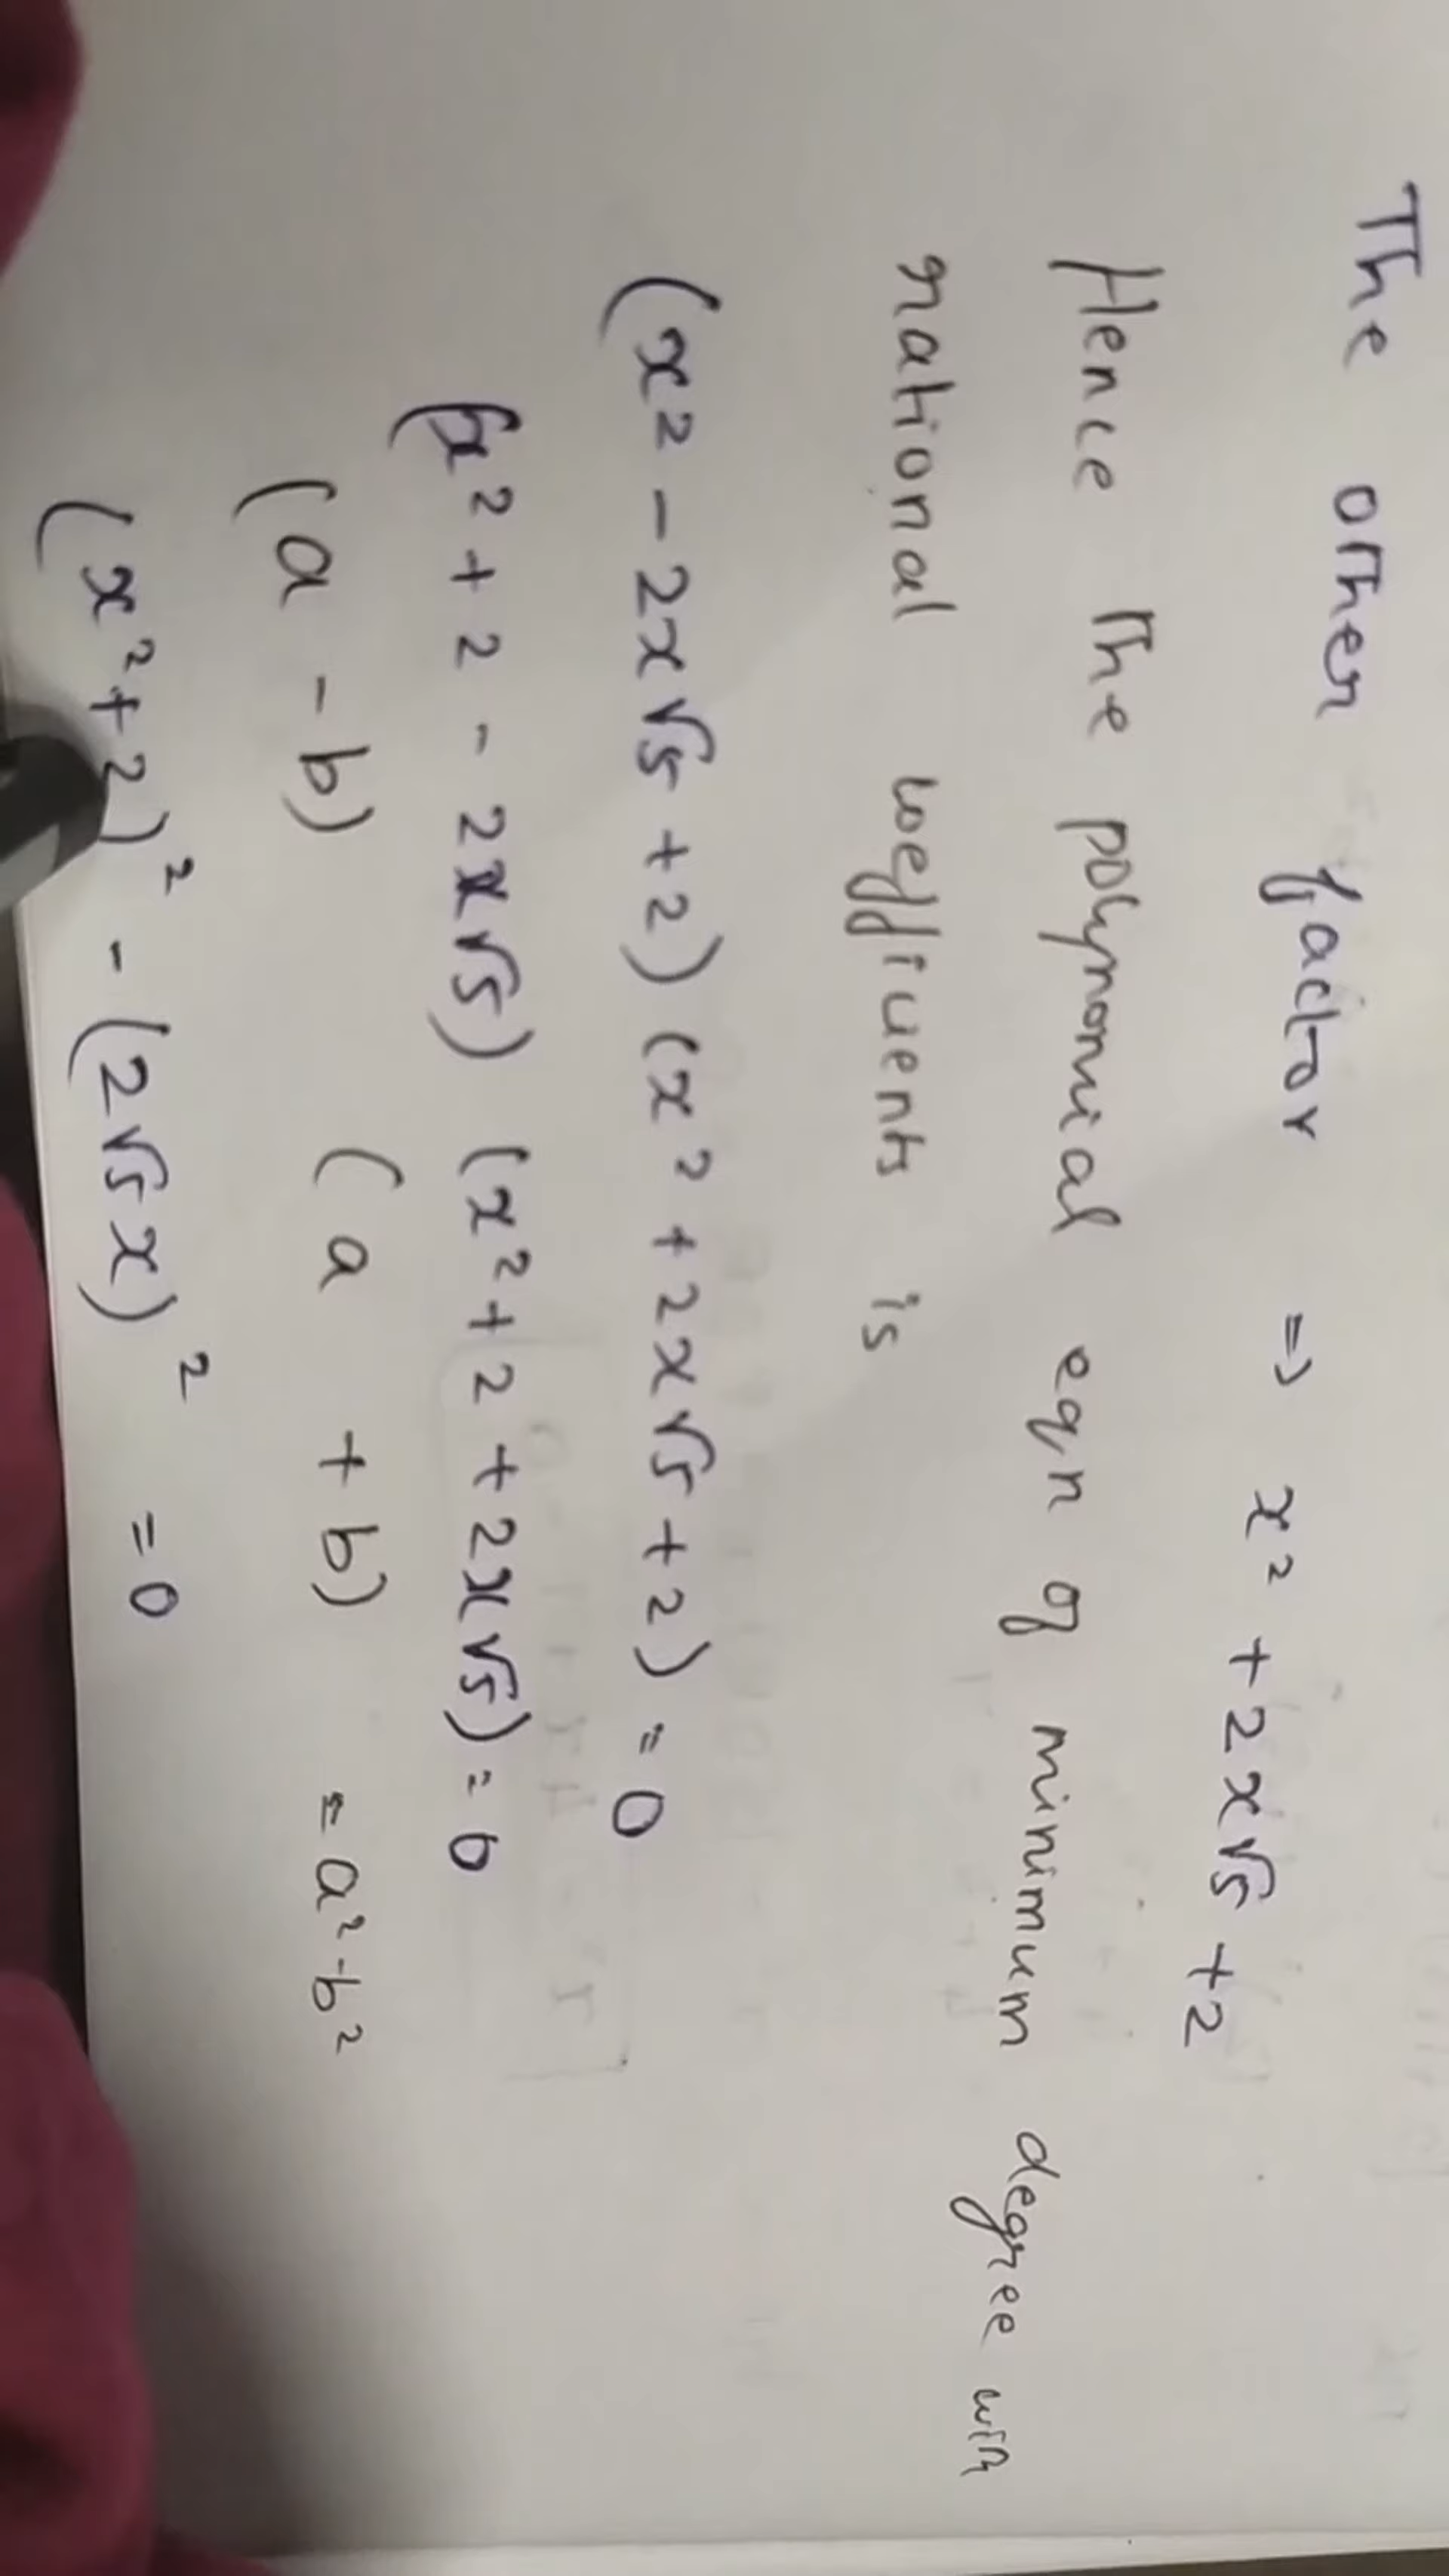 The other factor ⇒ x² + 2x√5 + 2
Hence the polynomial eqn of minimum degree with
rational coefficients is
(x² - 2x√5 + 2) (x² + 2x√5 + 2) = 0
(x² + 2 - 2x√5) (x² + 2 + 2x√5) = 0
(a - b) (a + b) = a² - b²
(x² + 2)² - (2√5 x)² = 0